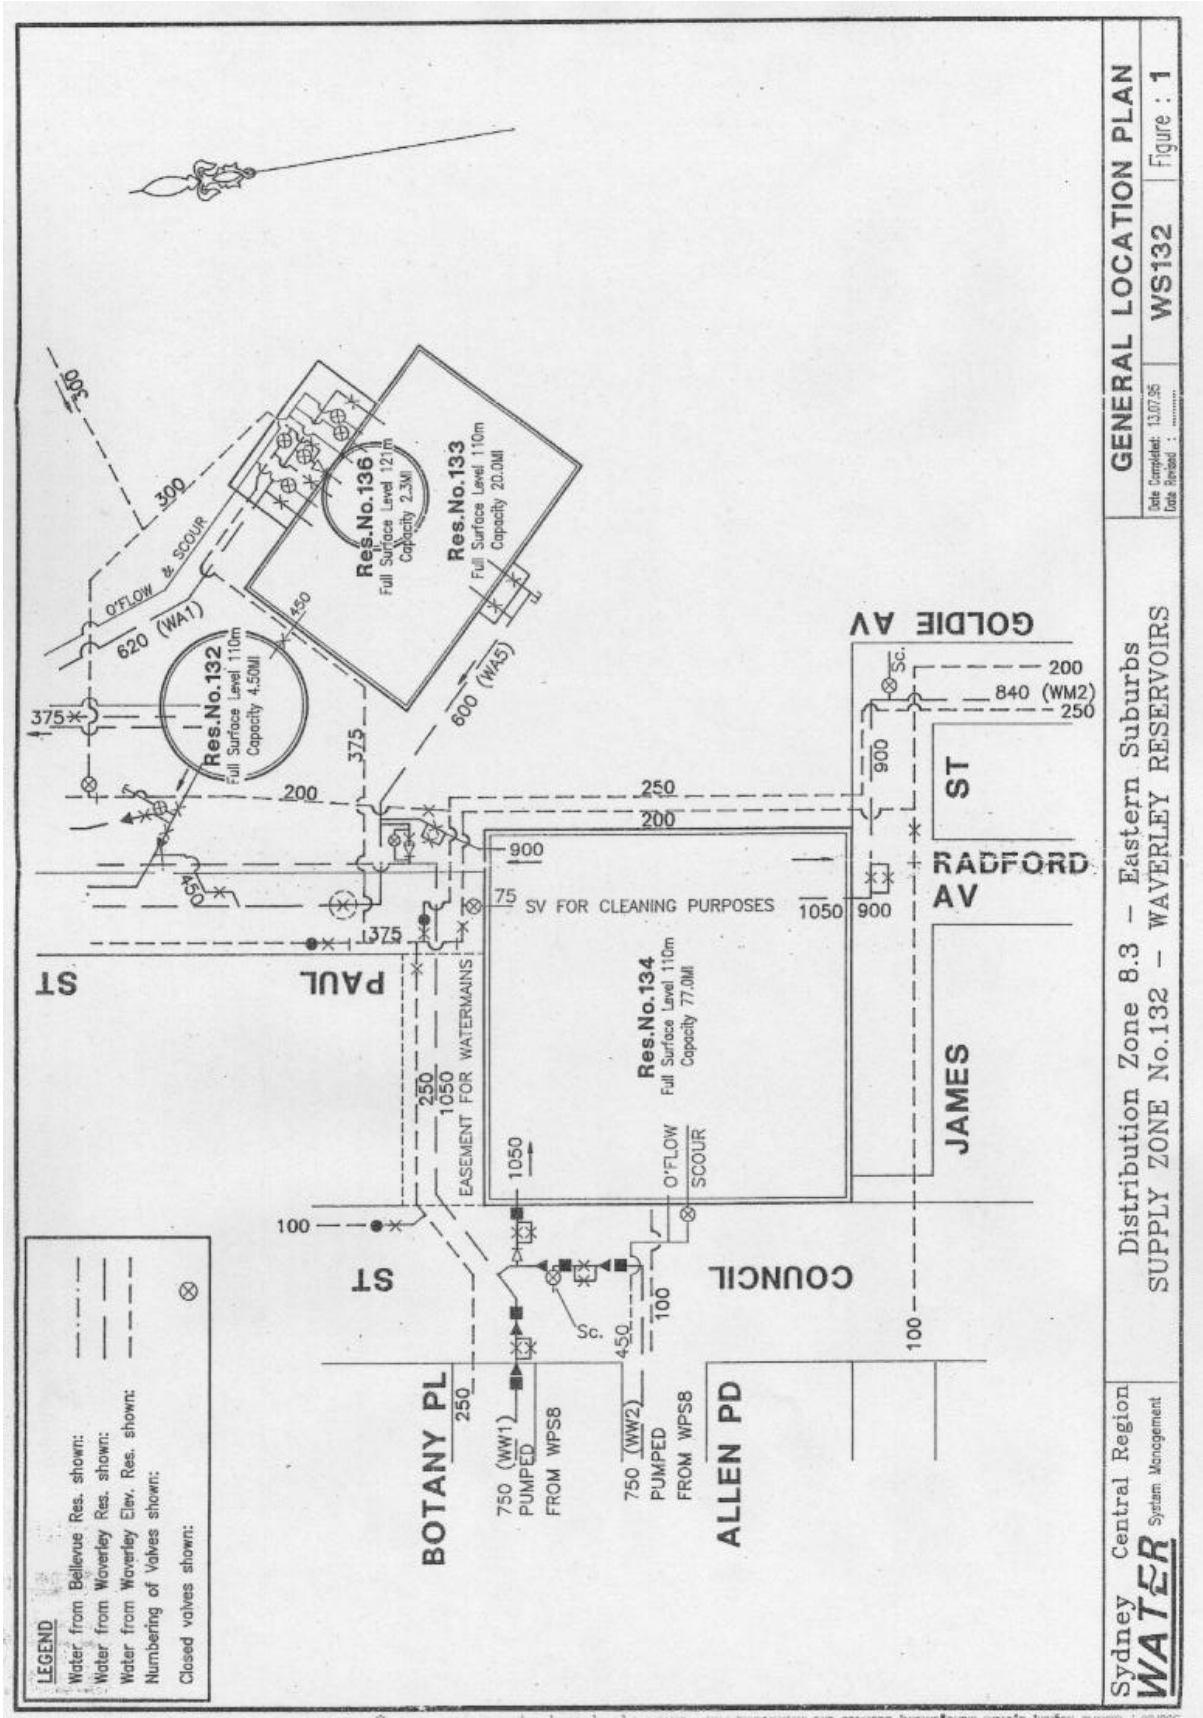 LEGEND
Water from Bellevue Res. shown:
Water from Waverley Res. shown:
Water from Waverley Elev. Res. shown:
Numbering of Valves shown:
Closed valves shown:
300
300
O'FLOW & SCOUR
620 (WA1)
375
Res.No.132
Full Surface Level 110m
Capacity 4.50Ml
450
Res.No.136
Full Surface Level 121m
Capacity 2.3Ml
Res.No.133
Full Surface Level 110m
Capacity 20.0Ml
600 (WA5)
375
200
450
900
375
PAUL
ST
75
SV FOR CLEANING PURPOSES
250
200
1050
900
900
Sc.
200
840 (WM2)
250
GOLDIE
AV
ST
RADFORD
AV
JAMES
EASEMENT FOR WATERMAINS
250
1050
1050
Res.No.134
Full Surface Level 110m
Capacity 77.0Ml
O'FLOW
SCOUR
100
ST
COUNCIL
Sc.
450
100
100
BOTANY PL
250
750 (WW1)
PUMPED
FROM WPS8
750 (WW2)
PUMPED
FROM WPS8
ALLEN PD
Sydney Central Region
WATER System Management
Distribution Zone 8.3 – Eastern Suburbs
SUPPLY ZONE No.132 – WAVERLEY RESERVOIRS
GENERAL LOCATION PLAN
Date Completed: 13.07.95
Date Revised : ..........
WS132
Figure : 1